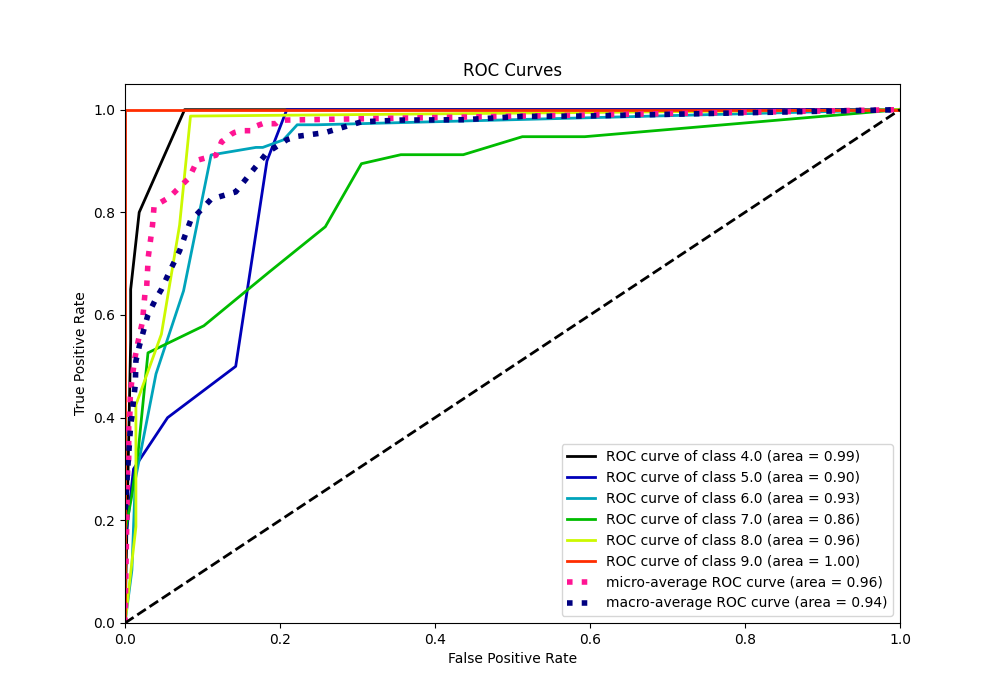 ROC Curves
True Positive Rate
1.0
0.8
0.6
0.4
0.2
0.0
ROC curve of class 4.0 (area = 0.99)
ROC curve of class 5.0 (area = 0.90)
ROC curve of class 6.0 (area = 0.93)
ROC curve of class 7.0 (area = 0.86)
ROC curve of class 8.0 (area = 0.96)
ROC curve of class 9.0 (area = 1.00)
micro-average ROC curve (area = 0.96)
macro-average ROC curve (area = 0.94)
0.0 0.2 0.4 0.6 0.8 1.0
False Positive Rate